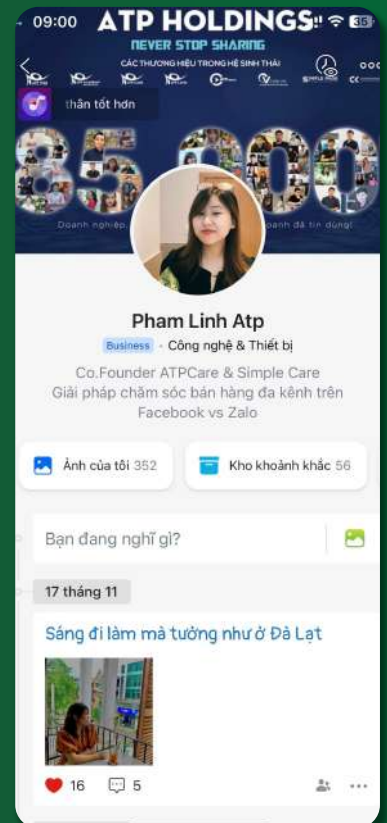 09:00
ATP HOLDINGS
35
NEVER STOP SHARING
CÁC THƯƠNG HIỆU TRONG HỆ SINH THÁI
thân tốt hơn
85.000
Doanh nghiệp
oanh đã tin dùng!
Pham Linh Atp
Business · Công nghệ & Thiết bị
Co.Founder ATPCare & Simple Care
Giải pháp chăm sóc bán hàng đa kênh trên
Facebook vs Zalo
Ảnh của tôi 352
Kho khoảnh khắc 56
Bạn đang nghĩ gì?
17 tháng 11
Sáng đi làm mà tưởng như ở Đà Lạt
16
5